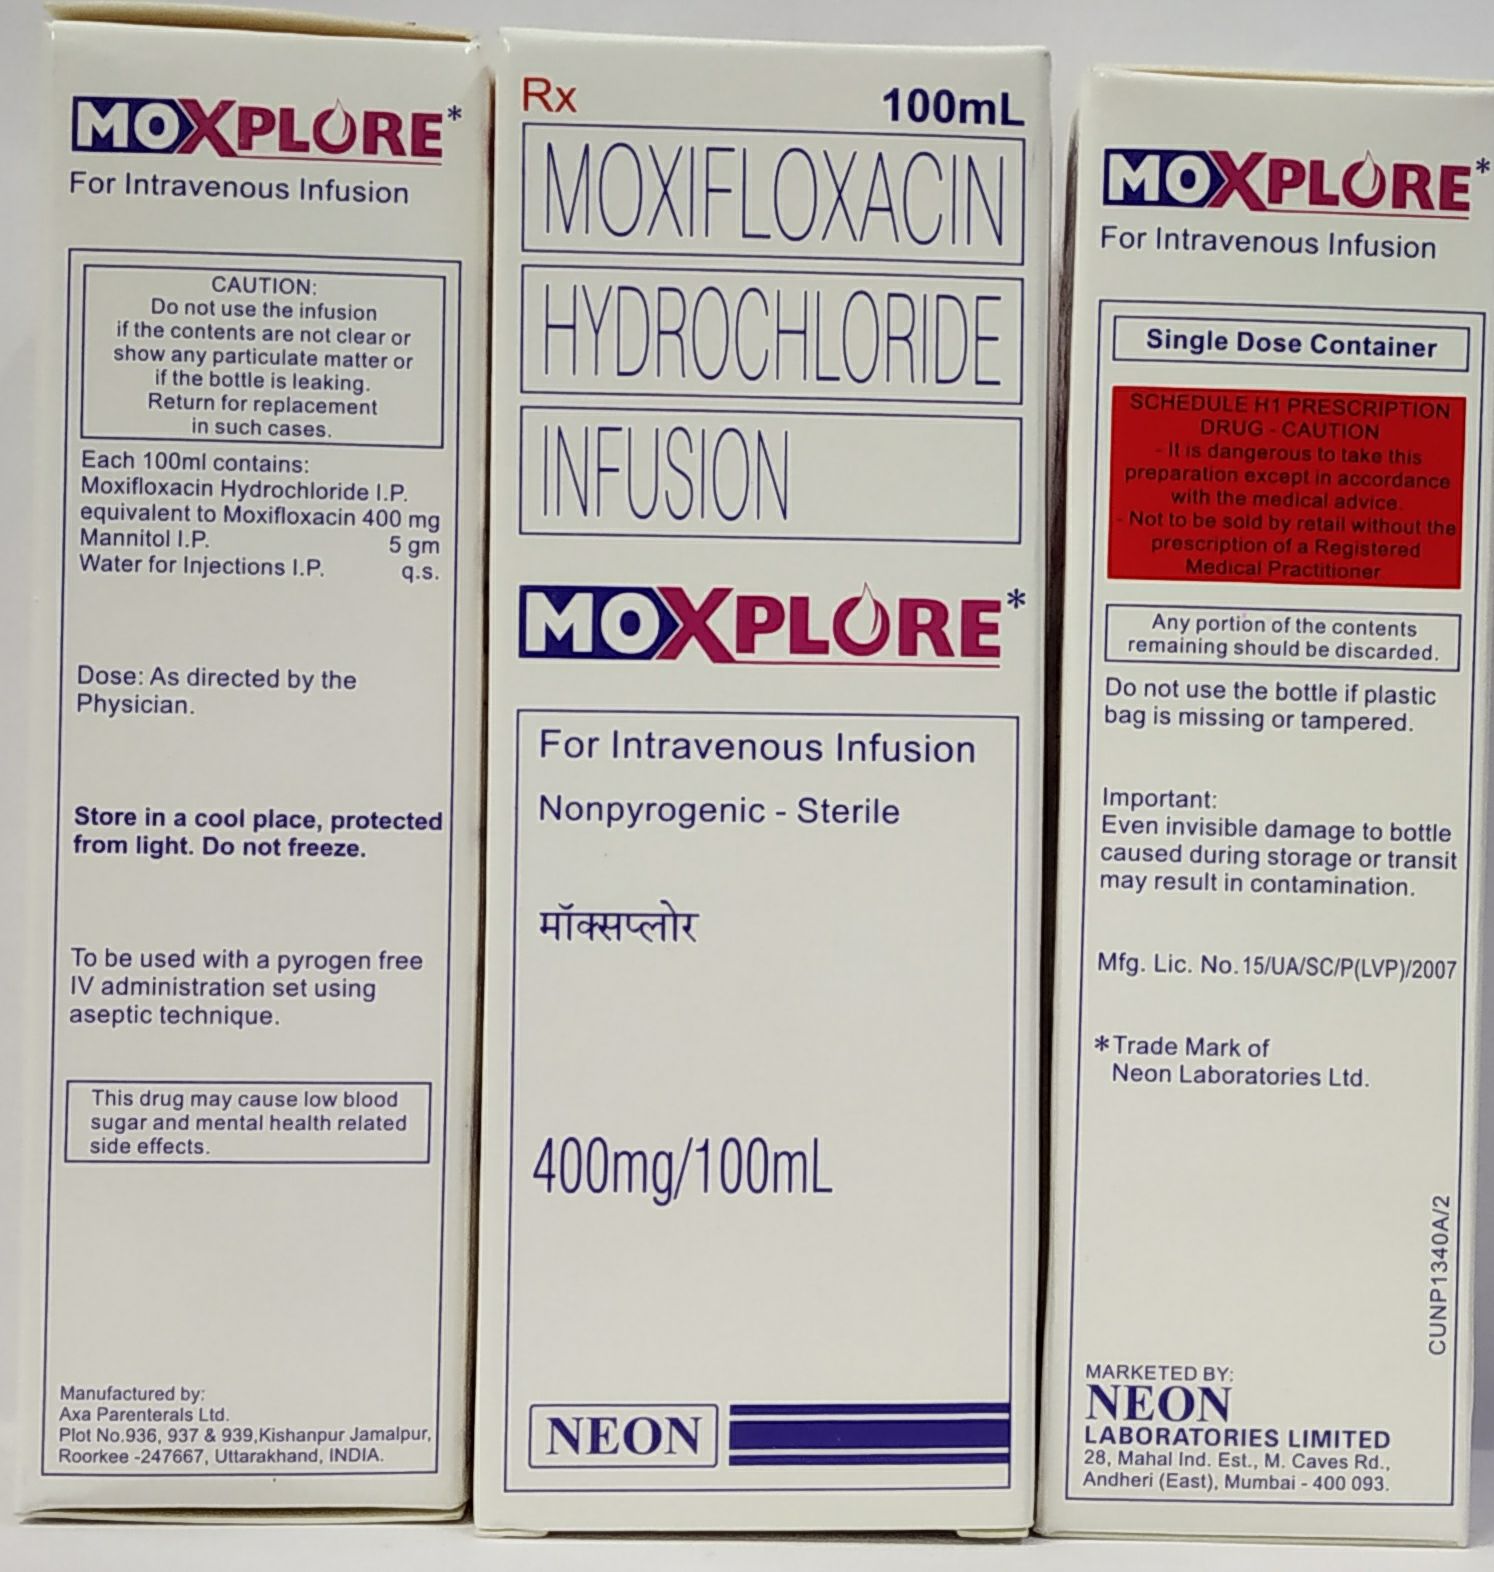 MOXPLORE*
For Intravenous Infusion
CAUTION:
Do not use the infusion
if the contents are not clear or
show any particulate matter or
if the bottle is leaking.
Return for replacement
in such cases.
Each 100ml contains:
Moxifloxacin Hydrochloride I.P.
equivalent to Moxifloxacin 400 mg
Mannitol I.P. 5 gm
Water for Injections I.P. q.s.
Dose: As directed by the
Physician.
Store in a cool place, protected
from light. Do not freeze.
To be used with a pyrogen free
IV administration set using
aseptic technique.
This drug may cause low blood
sugar and mental health related
side effects.
Manufactured by:
Axa Parenterals Ltd.
Plot No.936, 937 & 939,Kishanpur Jamalpur,
Roorkee -247667, Uttarakhand, INDIA.
Rx 100mL
MOXIFLOXACIN
HYDROCHLORIDE
INFUSION
MOXPLORE*
For Intravenous Infusion
Nonpyrogenic - Sterile
मॉक्सप्लोर
400mg/100mL
NEON
MOXPLORE*
For Intravenous Infusion
Single Dose Container
SCHEDULE H1 PRESCRIPTION
DRUG - CAUTION
- It is dangerous to take this
preparation except in accordance
with the medical advice.
- Not to be sold by retail without the
prescription of a Registered
Medical Practitioner
Any portion of the contents
remaining should be discarded.
Do not use the bottle if plastic
bag is missing or tampered.
Important:
Even invisible damage to bottle
caused during storage or transit
may result in contamination.
Mfg. Lic. No.15/UA/SC/P(LVP)/2007
*Trade Mark of
Neon Laboratories Ltd.
CUNP1340A/2
MARKETED BY:
NEON
LABORATORIES LIMITED
28, Mahal Ind. Est., M. Caves Rd.,
Andheri (East), Mumbai - 400 093.